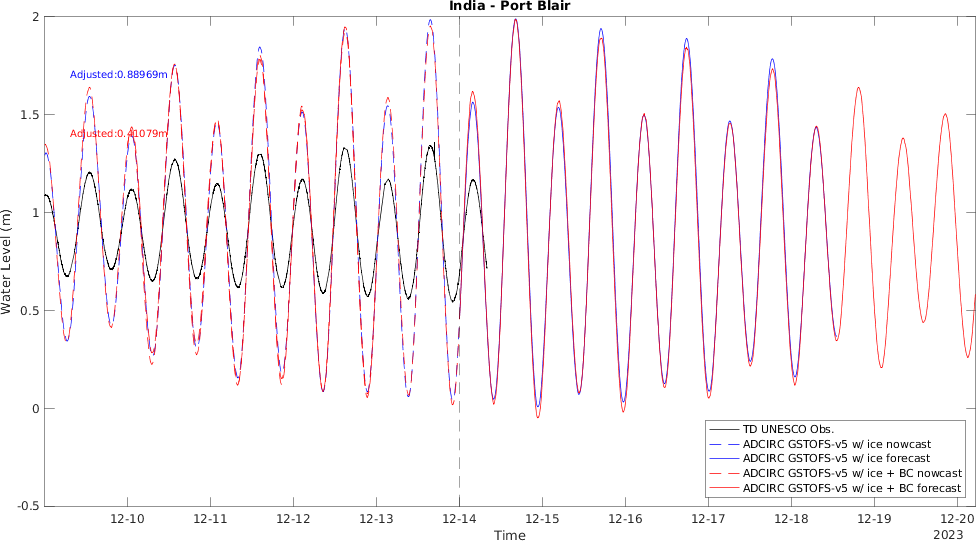 India - Port Blair
Water Level (m)
2
1.5
1
0.5
0
-0.5
Adjusted:0.88969m
Adjusted:0.41079m
TD UNESCO Obs.
ADCIRC GSTOFS-v5 w/ ice nowcast
ADCIRC GSTOFS-v5 w/ ice forecast
ADCIRC GSTOFS-v5 w/ ice + BC nowcast
ADCIRC GSTOFS-v5 w/ ice + BC forecast
12-10 12-11 12-12 12-13 12-14 12-15 12-16 12-17 12-18 12-19 12-20
Time
2023